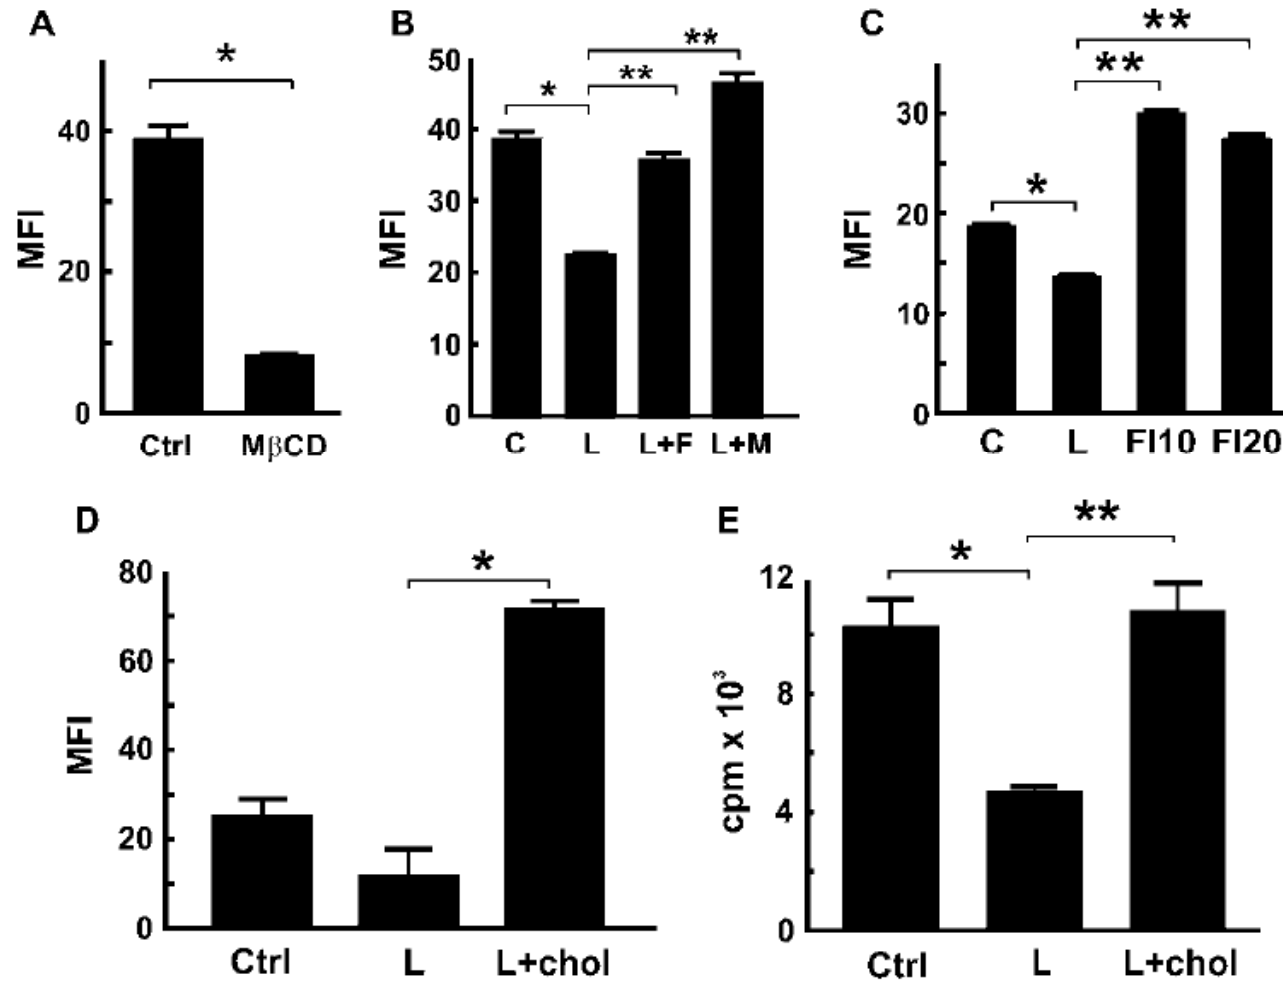 A
*
40
20
0
MFI
Ctrl
MβCD
B
**
**
*
50
40
30
20
10
0
MFI
C
L
L+F
L+M
C
**
**
*
30
20
10
0
MFI
C
L
FI10
FI20
D
*
80
60
40
20
0
MFI
Ctrl
L
L+chol
E
**
*
12
8
4
0
cpm x 10³
Ctrl
L
L+chol